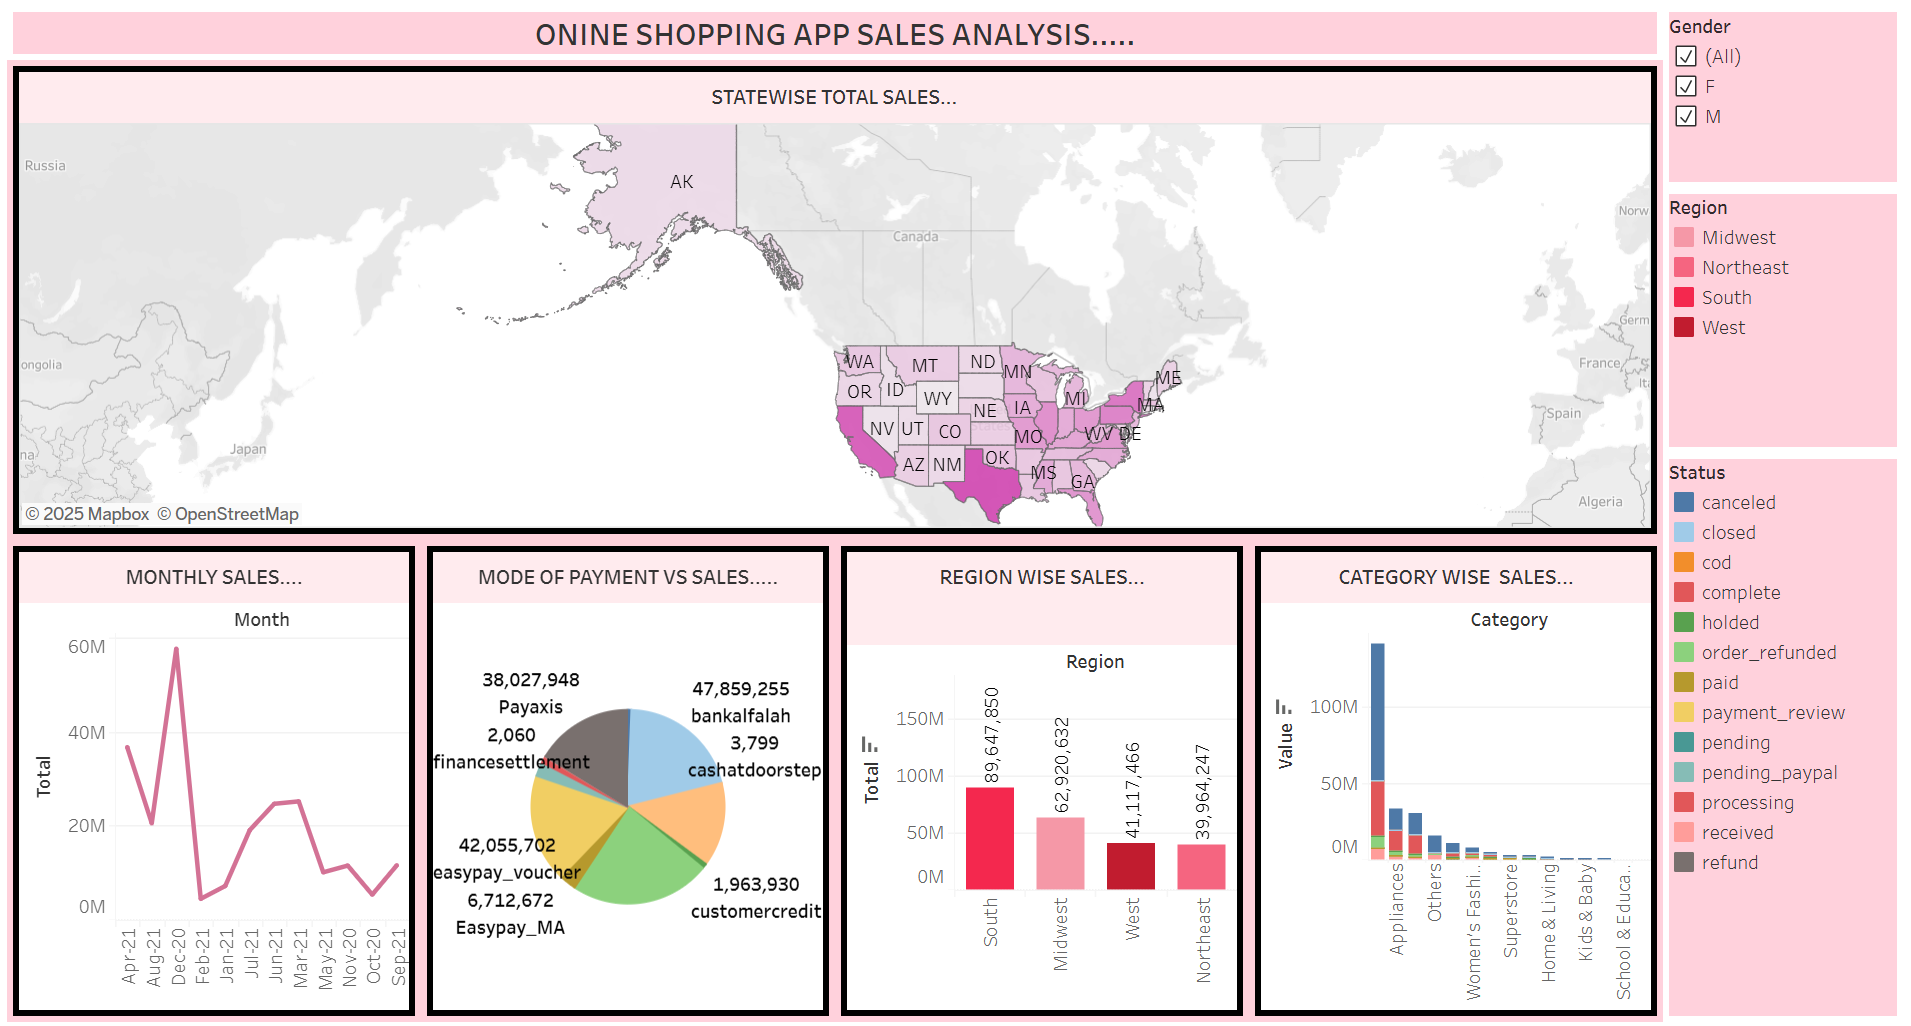 ONINE SHOPPING APP SALES ANALYSIS.....
STATEWISE TOTAL SALES...
Russia
AK
Canada
Norw
ongolia
Japan
na
Germ
France
Ita
Spain
Algeria
WA
MT
ND
MN
ME
OR
ID
WY
MI
MA
NE
IA
NV
UT
CO
MO
WV
DE
AZ
NM
OK
MS
GA
© 2025 Mapbox © OpenStreetMap
MONTHLY SALES....
Month
60M
40M
20M
0M
Total
Apr-21
Aug-21
Dec-20
Feb-21
Jan-21
Jul-21
Jun-21
Mar-21
May-21
Nov-20
Oct-20
Sep-21
MODE OF PAYMENT VS SALES.....
38,027,948
Payaxis
2,060
financesettlement
47,859,255
bankalfalah
3,799
cashatdoorstep
42,055,702
easypay_voucher
6,712,672
Easypay_MA
1,963,930
customercredit
REGION WISE SALES...
Region
150M
100M
50M
0M
Total
89,647,850
62,920,632
41,117,466
39,964,247
South
Midwest
West
Northeast
CATEGORY WISE SALES...
Category
100M
50M
0M
Value
Appliances
Others
Women's Fashi..
Superstore
Home & Living
Kids & Baby
School & Educa..
Gender
(All)
F
M
Region
Midwest
Northeast
South
West
Status
canceled
closed
cod
complete
holded
order_refunded
paid
payment_review
pending
pending_paypal
processing
received
refund